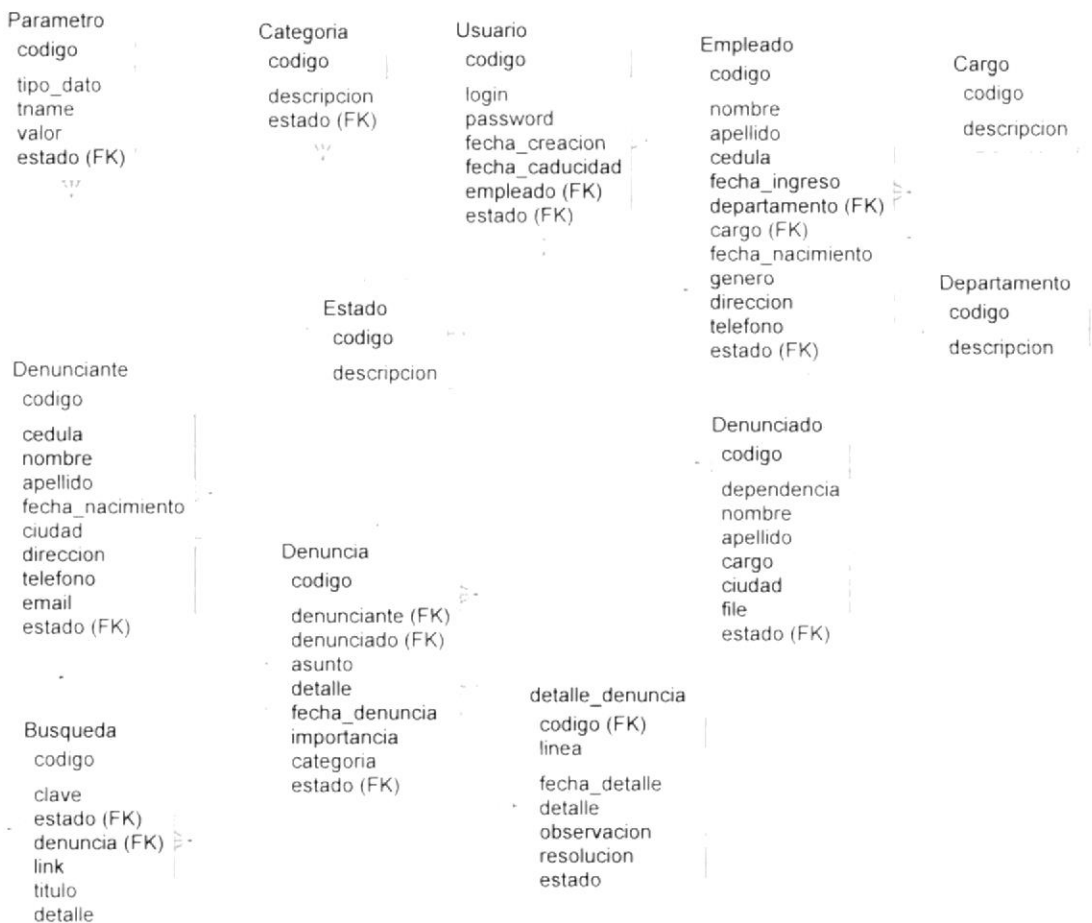 Parametro
codigo
tipo_dato
tname
valor
estado (FK)
Categoria
codigo
descripcion
estado (FK)
Usuario
codigo
login
password
fecha_creacion
fecha_caducidad
empleado (FK)
estado (FK)
Empleado
codigo
nombre
apellido
cedula
fecha_ingreso
departamento (FK)
cargo (FK)
fecha_nacimiento
genero
direccion
telefono
estado (FK)
Cargo
codigo
descripcion
Departamento
codigo
descripcion
Estado
codigo
descripcion
Denunciante
codigo
cedula
nombre
apellido
fecha_nacimiento
ciudad
direccion
telefono
email
estado (FK)
Denuncia
codigo
denunciante (FK)
denunciado (FK)
asunto
detalle
fecha_denuncia
importancia
categoria
estado (FK)
Denunciado
codigo
dependencia
nombre
apellido
cargo
ciudad
file
estado (FK)
Busqueda
codigo
clave
estado (FK)
denuncia (FK)
link
titulo
detalle
detalle_denuncia
codigo (FK)
linea
fecha_detalle
detalle
observacion
resolucion
estado